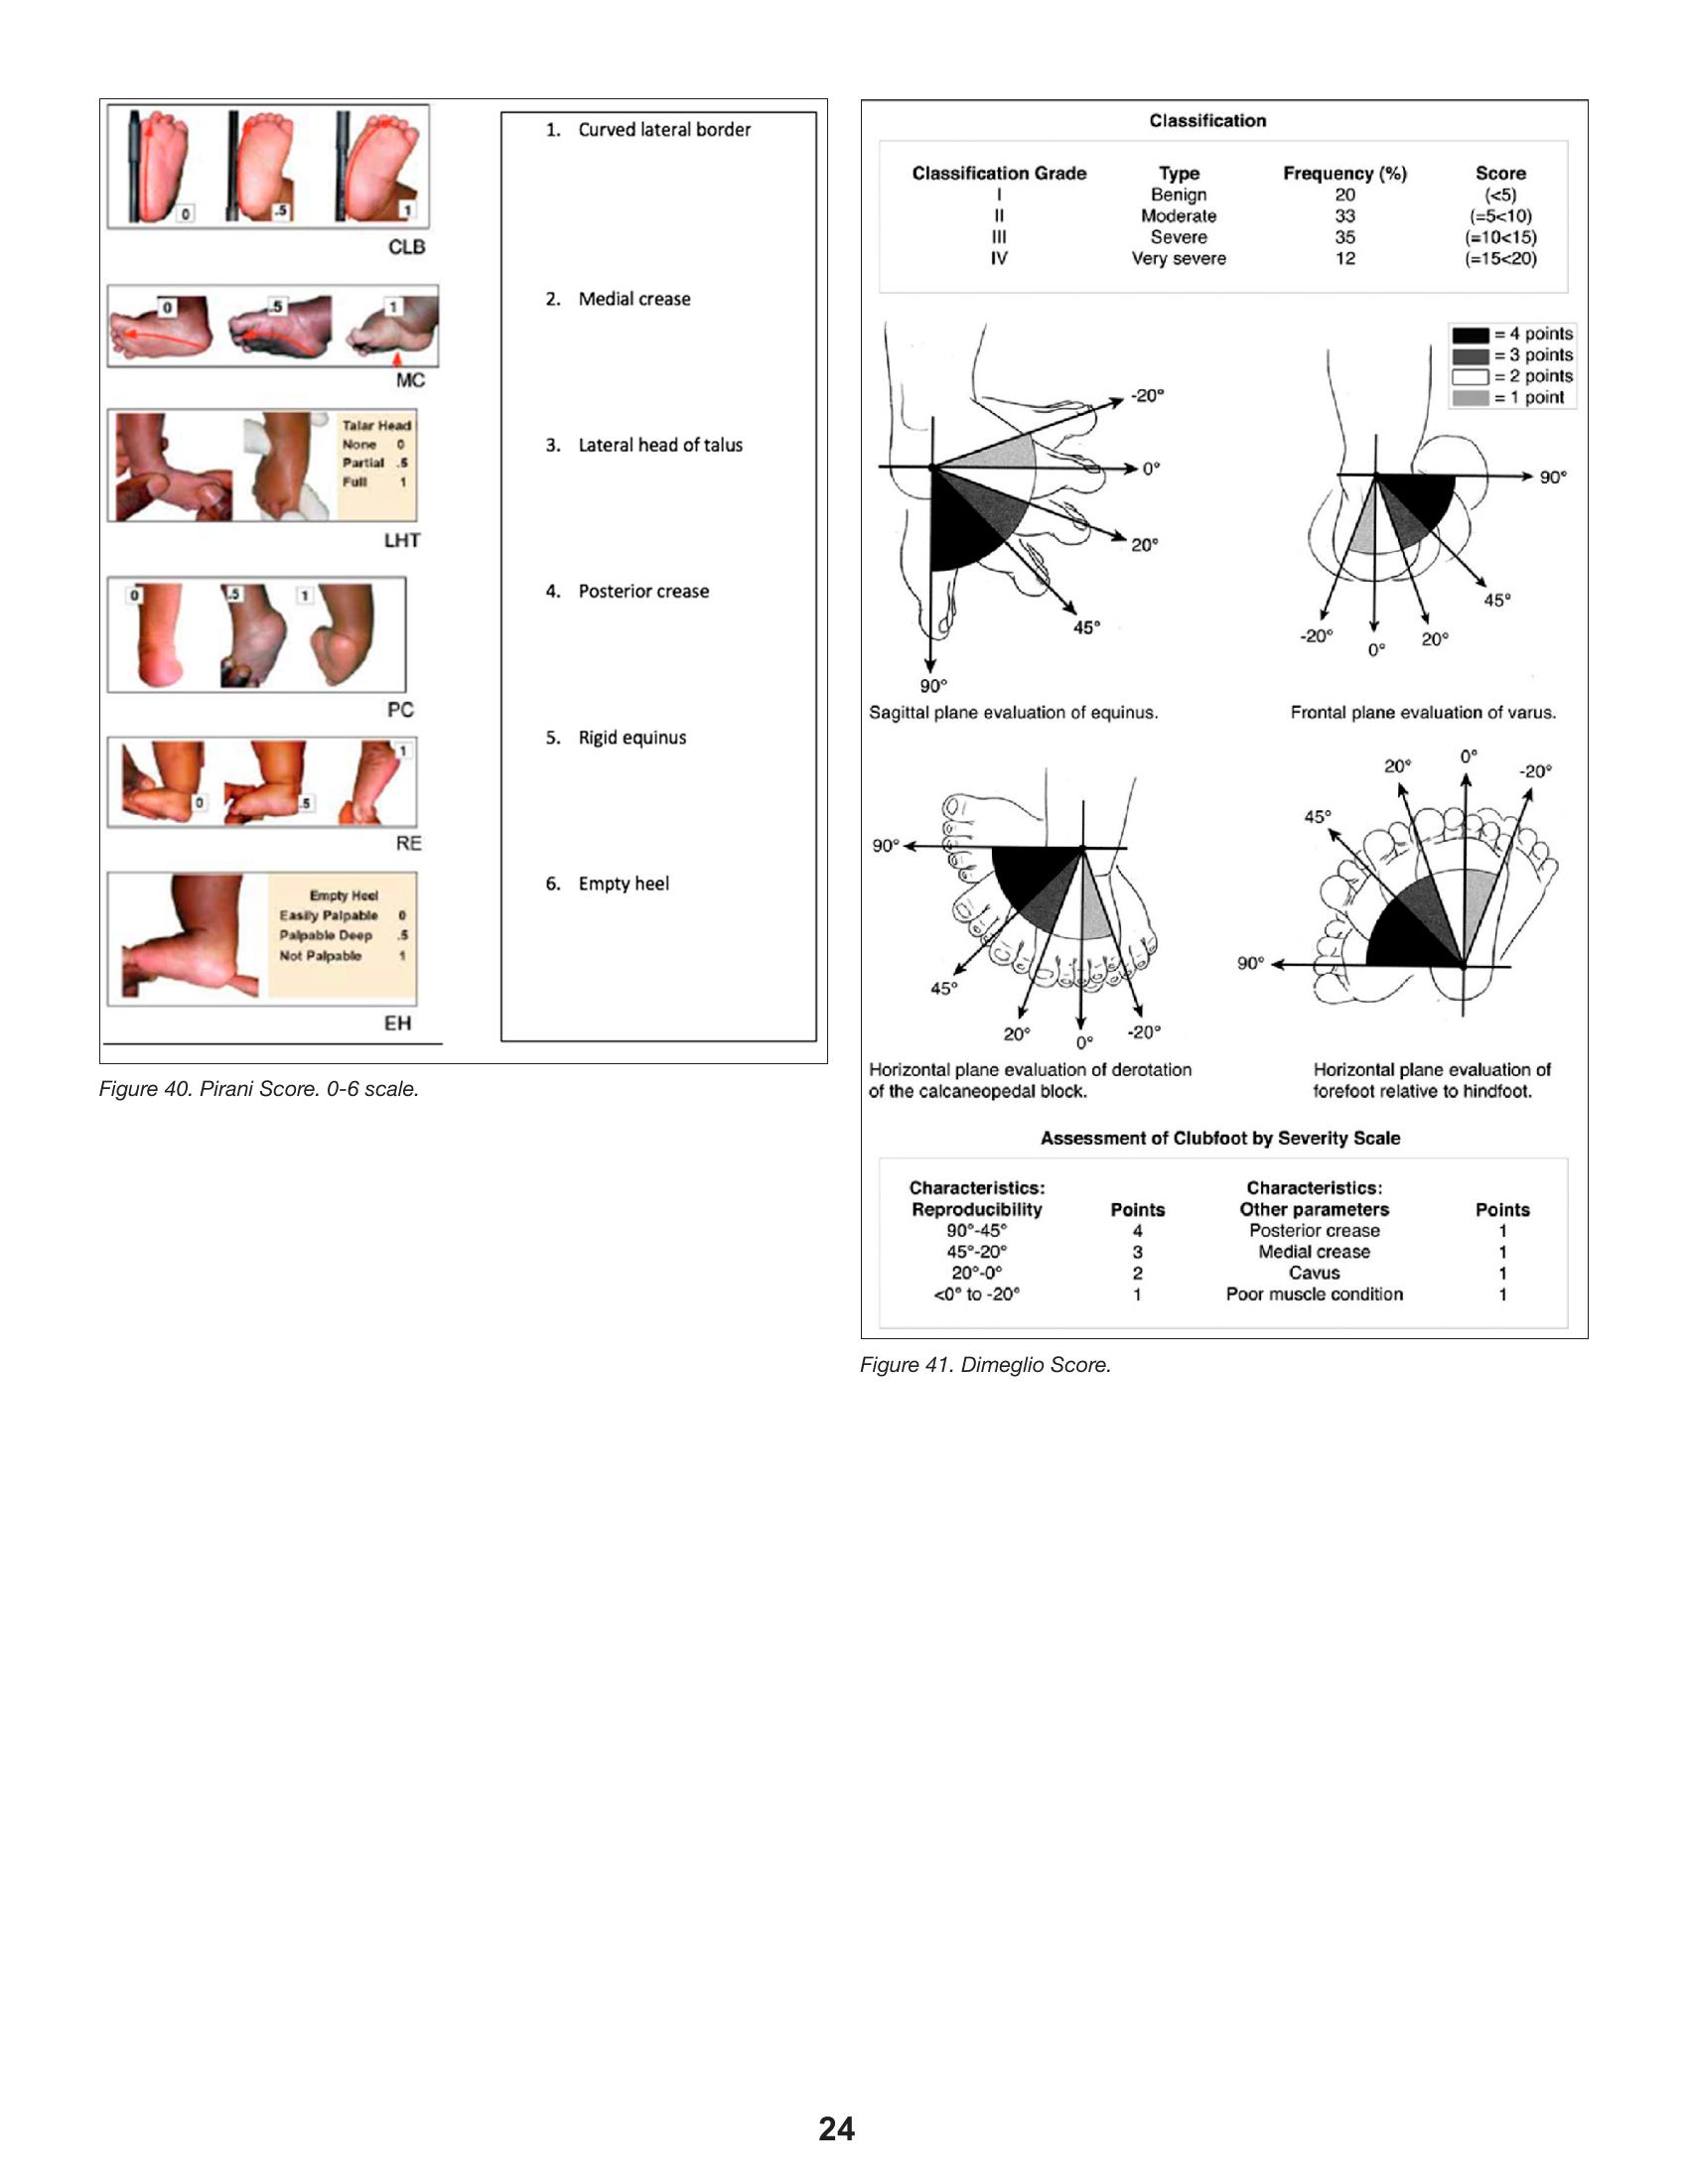 0
.5
1
CLB
0
.5
1
MC
Talar Head
None 0
Partial .5
Full 1
LHT
0
.5
1
PC
0
.5
1
RE
Empty Heel
Easily Palpable 0
Palpable Deep .5
Not Palpable 1
EH
1. Curved lateral border
2. Medial crease
3. Lateral head of talus
4. Posterior crease
5. Rigid equinus
6. Empty heel
Figure 40. Pirani Score. 0-6 scale.
Classification
Classification Grade Type Frequency (%) Score
I Benign 20 (<5)
II Moderate 33 (=5<10)
III Severe 35 (=10<15)
IV Very severe 12 (=15<20)
= 4 points
= 3 points
= 2 points
= 1 point
-20°
0°
20°
45°
90°
Sagittal plane evaluation of equinus.
90°
45°
20°
0°
-20°
Frontal plane evaluation of varus.
90°
45°
20°
0°
-20°
Horizontal plane evaluation of derotation
of the calcaneopedal block.
0°
20°
-20°
45°
90°
Horizontal plane evaluation of
forefoot relative to hindfoot.
Assessment of Clubfoot by Severity Scale
Characteristics: Characteristics:
Reproducibility Points Other parameters Points
90°-45° 4 Posterior crease 1
45°-20° 3 Medial crease 1
20°-0° 2 Cavus 1
<0° to -20° 1 Poor muscle condition 1
Figure 41. Dimeglio Score.
24